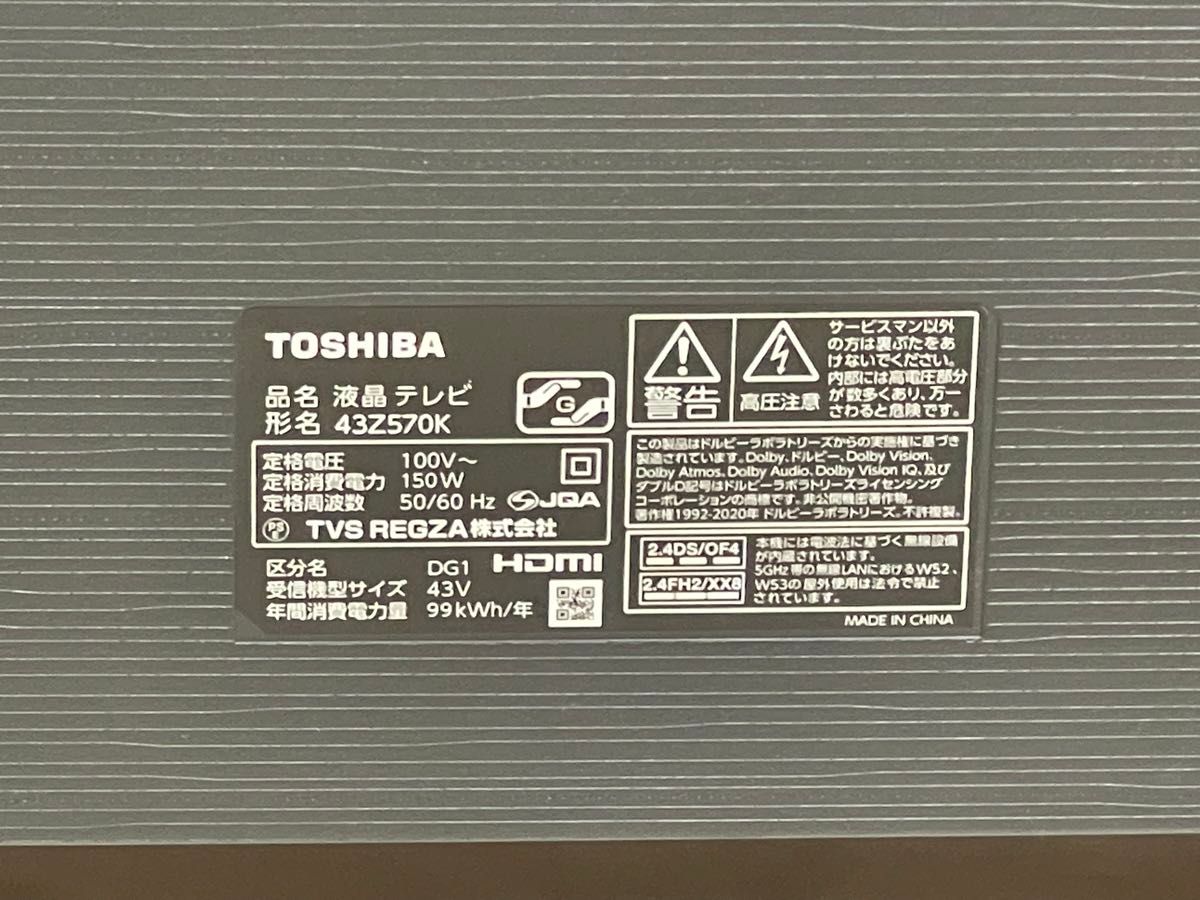 TOSHIBA
品名 液晶テレビ
形名 43Z570K
G
定格電圧 100V～
定格消費電力 150W
定格周波数 50/60 Hz
JQA
PS
E
TVS REGZA株式会社
区分名 DG1
HDMI
受信機型サイズ 43V
年間消費電力量 99kWh/年
警告
高圧注意
サービスマン以外
の方は裏ぶたをあ
けないでください。
内部には高電圧部分
が数多くあり、万一
さわると危険です。
この製品はドルビーラボラトリーズからの実施権に基づき
製造されています。Dolby、ドルビー、Dolby Vision、
Dolby Atmos、Dolby Audio、Dolby Vision IQ、及び
ダブルD記号はドルビーラボラトリーズライセンシング
コーポレーションの商標です。非公開機密著作物。
著作権1992-2020年 ドルビーラボラトリーズ。不許複製。
2.4DS/OF4
2.4FH2/XX8
本機には電波法に基づく無線設備
が内蔵されています。
5GHz 帯の無線LANにおけるW52、
W53の屋外使用は法令で禁止
されています。
MADE IN CHINA